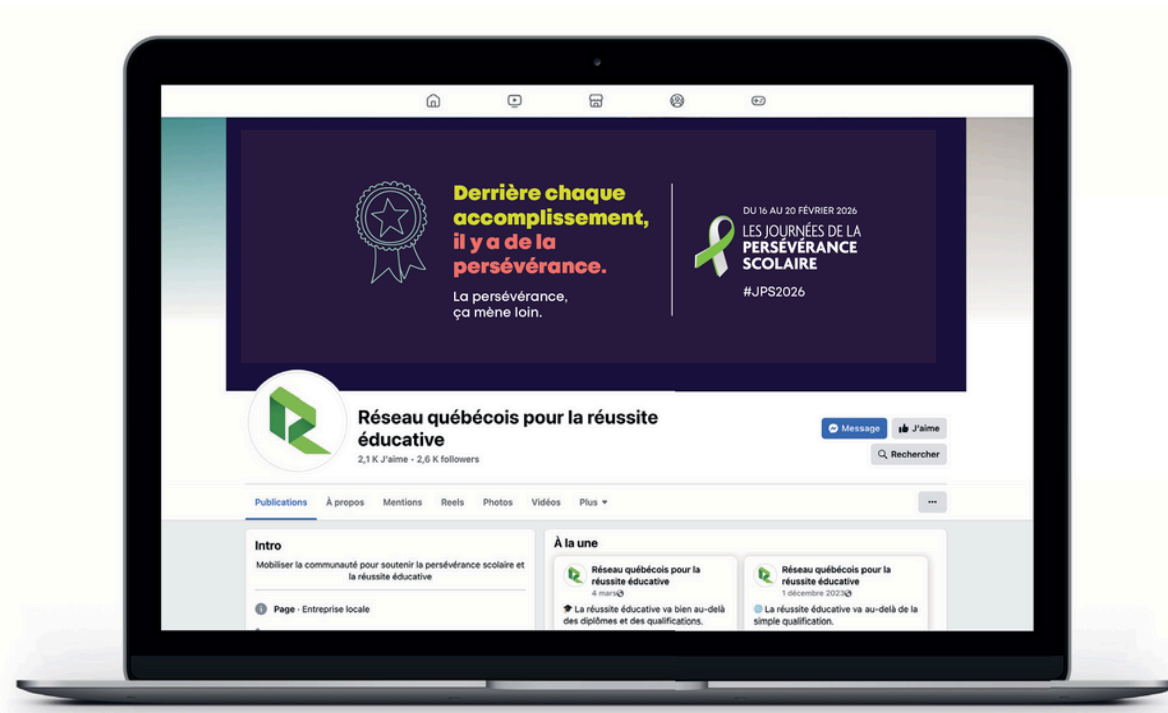 Derrière chaque
accomplissement,
il y a de la
persévérance.
La persévérance,
ça mène loin.
DU 16 AU 20 FÉVRIER 2026
LES JOURNÉES DE LA
PERSÉVÉRANCE
SCOLAIRE
#JPS2026
Réseau québécois pour la réussite
éducative
2,1 K J'aime • 2,6 K followers
Message
J'aime
Rechercher
Publications À propos Mentions Reels Photos Vidéos Plus
Intro
Mobiliser la communauté pour soutenir la persévérance scolaire et
la réussite éducative
Page · Entreprise locale
À la une
Réseau québécois pour la
réussite éducative
4 mars
La réussite éducative va bien au-delà
des diplômes et des qualifications.
Réseau québécois pour la
réussite éducative
1 décembre 2023
La réussite éducative va au-delà de la
simple qualification.